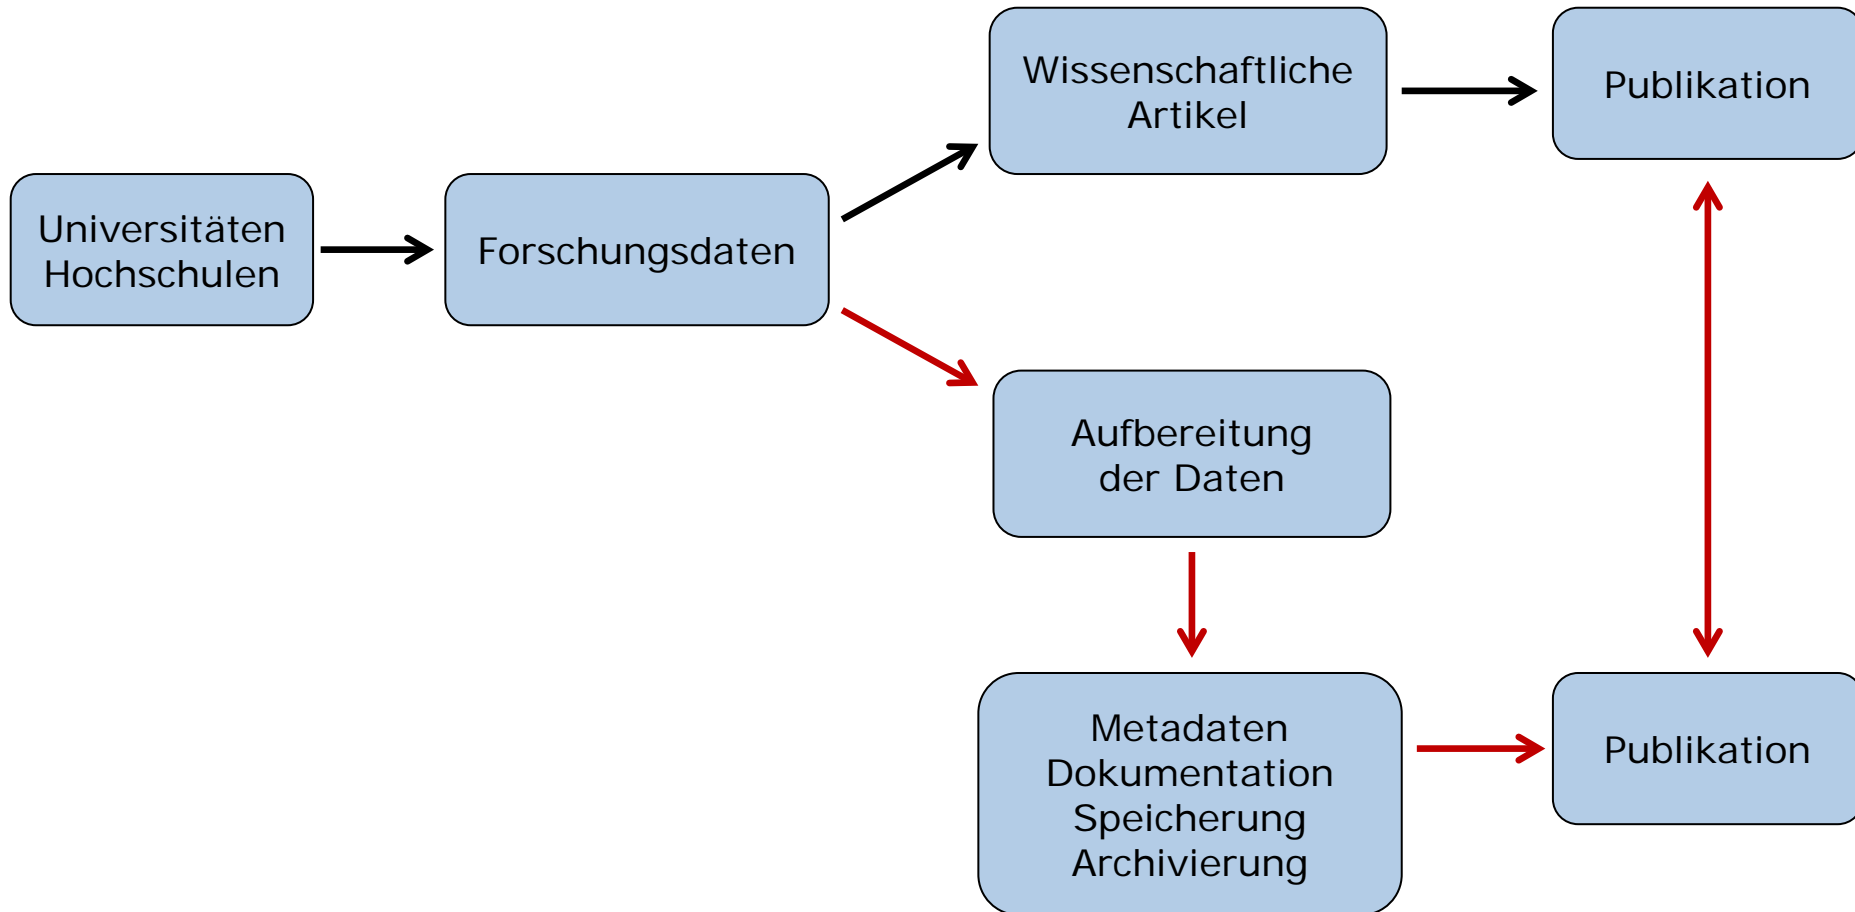 Wissenschaftliche
Artikel
Publikation
Universitäten
Hochschulen
Forschungsdaten
Aufbereitung
der Daten
Metadaten
Dokumentation
Speicherung
Archivierung
Publikation